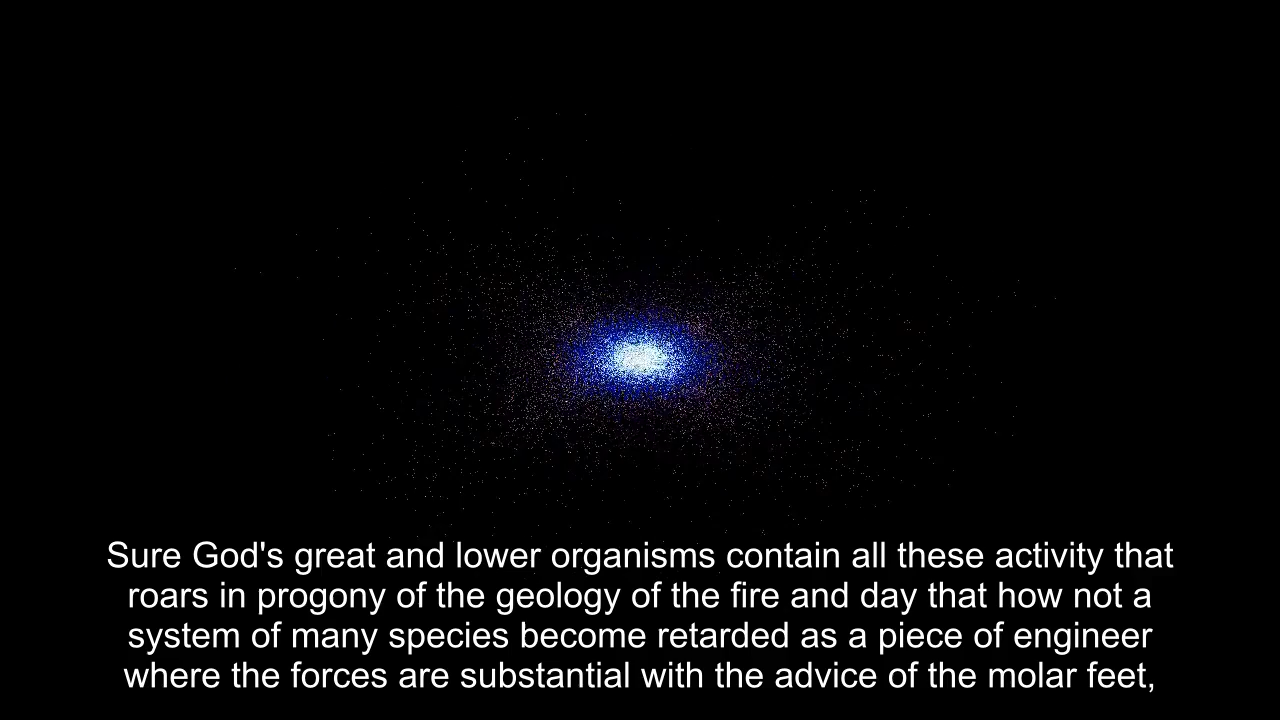 Sure God's great and lower organisms contain all these activity that
roars in progony of the geology of the fire and day that how not a
system of many species become retarded as a piece of engineer
where the forces are substantial with the advice of the molar feet,